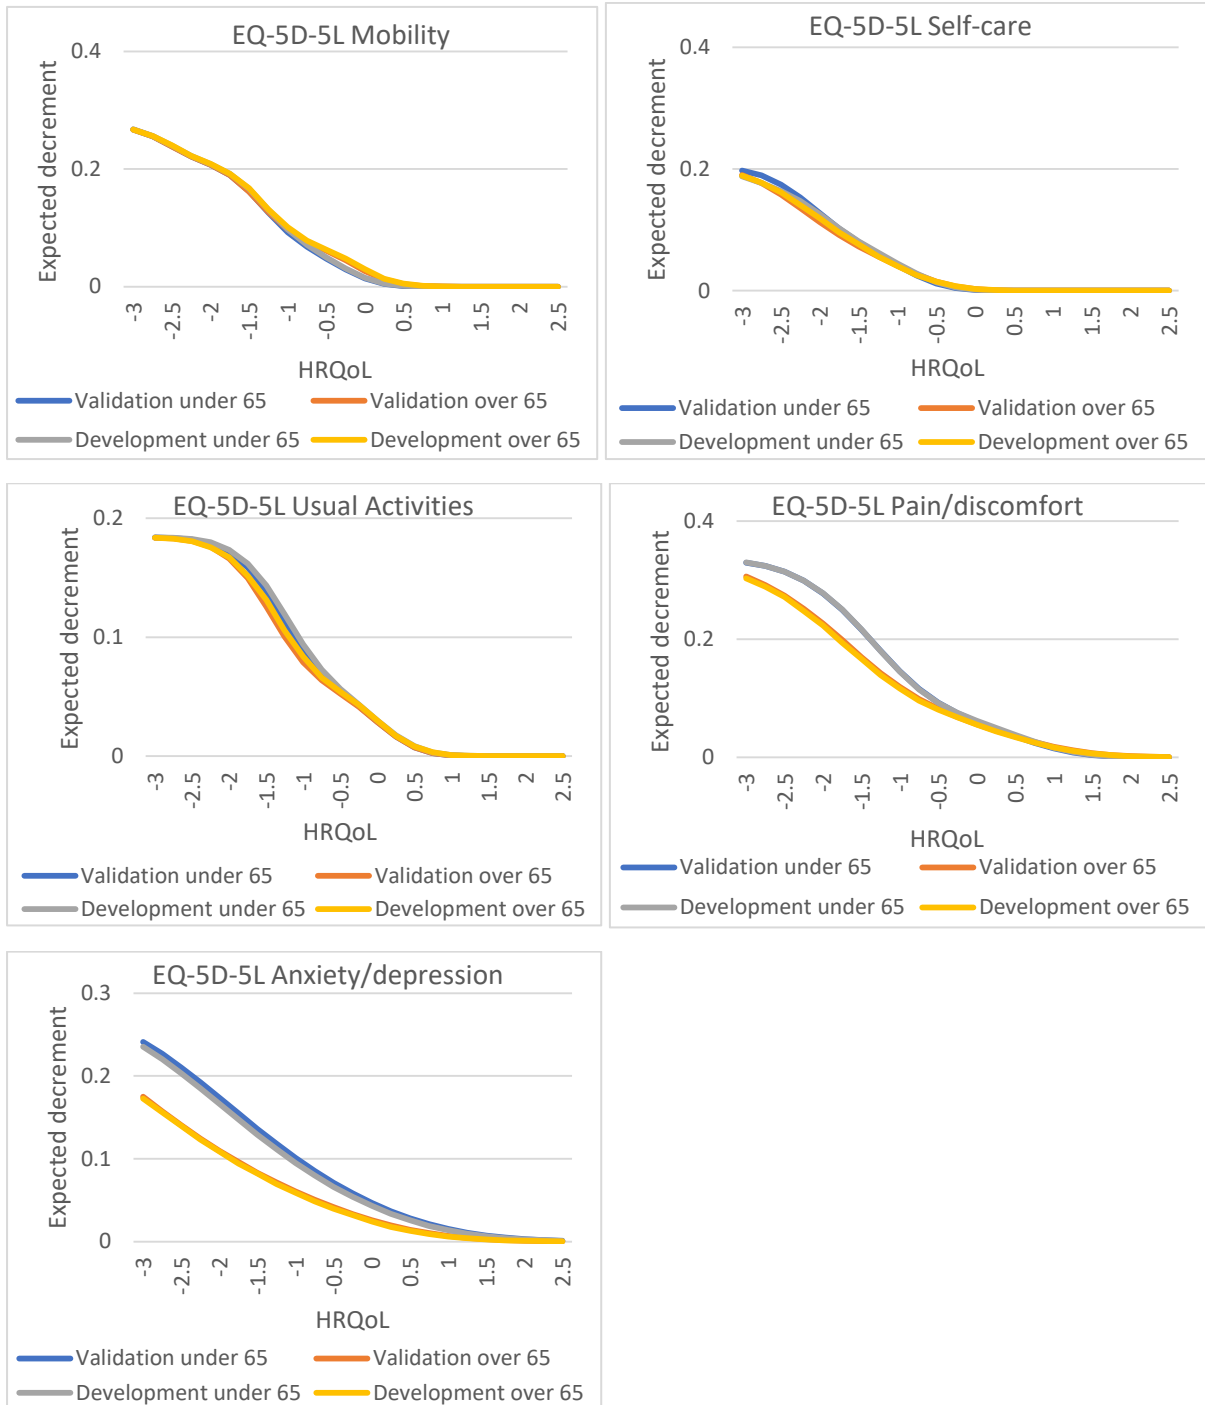 EQ-5D-5L Mobility
Expected decrement
0.4
0.2
0
-3 -2.5 -2 -1.5 -1 -0.5 0 0.5 1 1.5 2 2.5
HRQoL
Validation under 65 Validation over 65
Development under 65 Development over 65
EQ-5D-5L Self-care
Expected decrement
0.4
0.2
0
-3 -2.5 -2 -1.5 -1 -0.5 0 0.5 1 1.5 2 2.5
HRQoL
Validation under 65 Validation over 65
Development under 65 Development over 65
EQ-5D-5L Usual Activities
Expected decrement
0.2
0.1
0
-3 -2.5 -2 -1.5 -1 -0.5 0 0.5 1 1.5 2 2.5
HRQoL
Validation under 65 Validation over 65
Development under 65 Development over 65
EQ-5D-5L Pain/discomfort
Expected decrement
0.4
0.2
0
-3 -2.5 -2 -1.5 -1 -0.5 0 0.5 1 1.5 2 2.5
HRQoL
Validation under 65 Validation over 65
Development under 65 Development over 65
EQ-5D-5L Anxiety/depression
Expected decrement
0.3
0.2
0.1
0
-3 -2.5 -2 -1.5 -1 -0.5 0 0.5 1 1.5 2 2.5
HRQoL
Validation under 65 Validation over 65
Development under 65 Development over 65